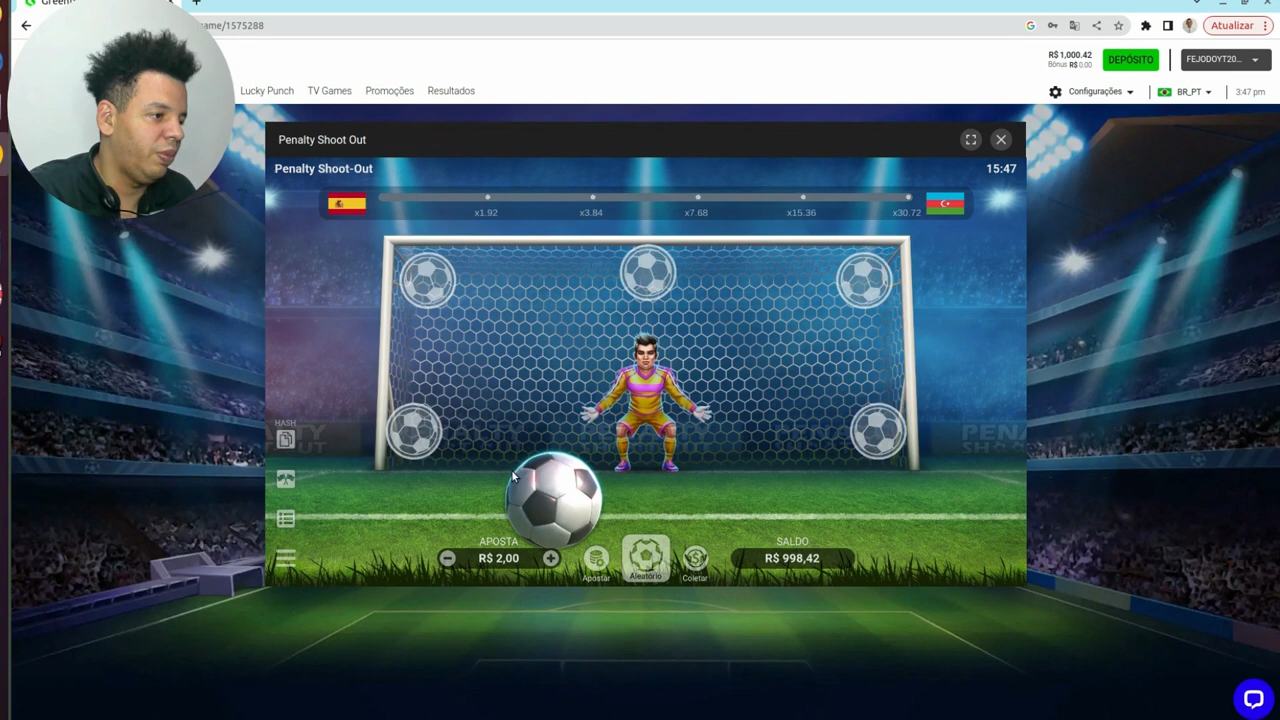 ame/1575288
Atualizar
R$ 1,000.42
Bônus R$ 0.00
DEPÓSITO
FEJODOYT20...
Lucky Punch
TV Games
Promoções
Resultados
Configurações
BR_PT
3:47 pm
Penalty Shoot Out
Penalty Shoot-Out
15:47
x1.92
x3.84
x7.68
x15.36
x30.72
HASH
APOSTA
R$ 2,00
Apostar
Aleatório
Coletar
SALDO
R$ 998,42